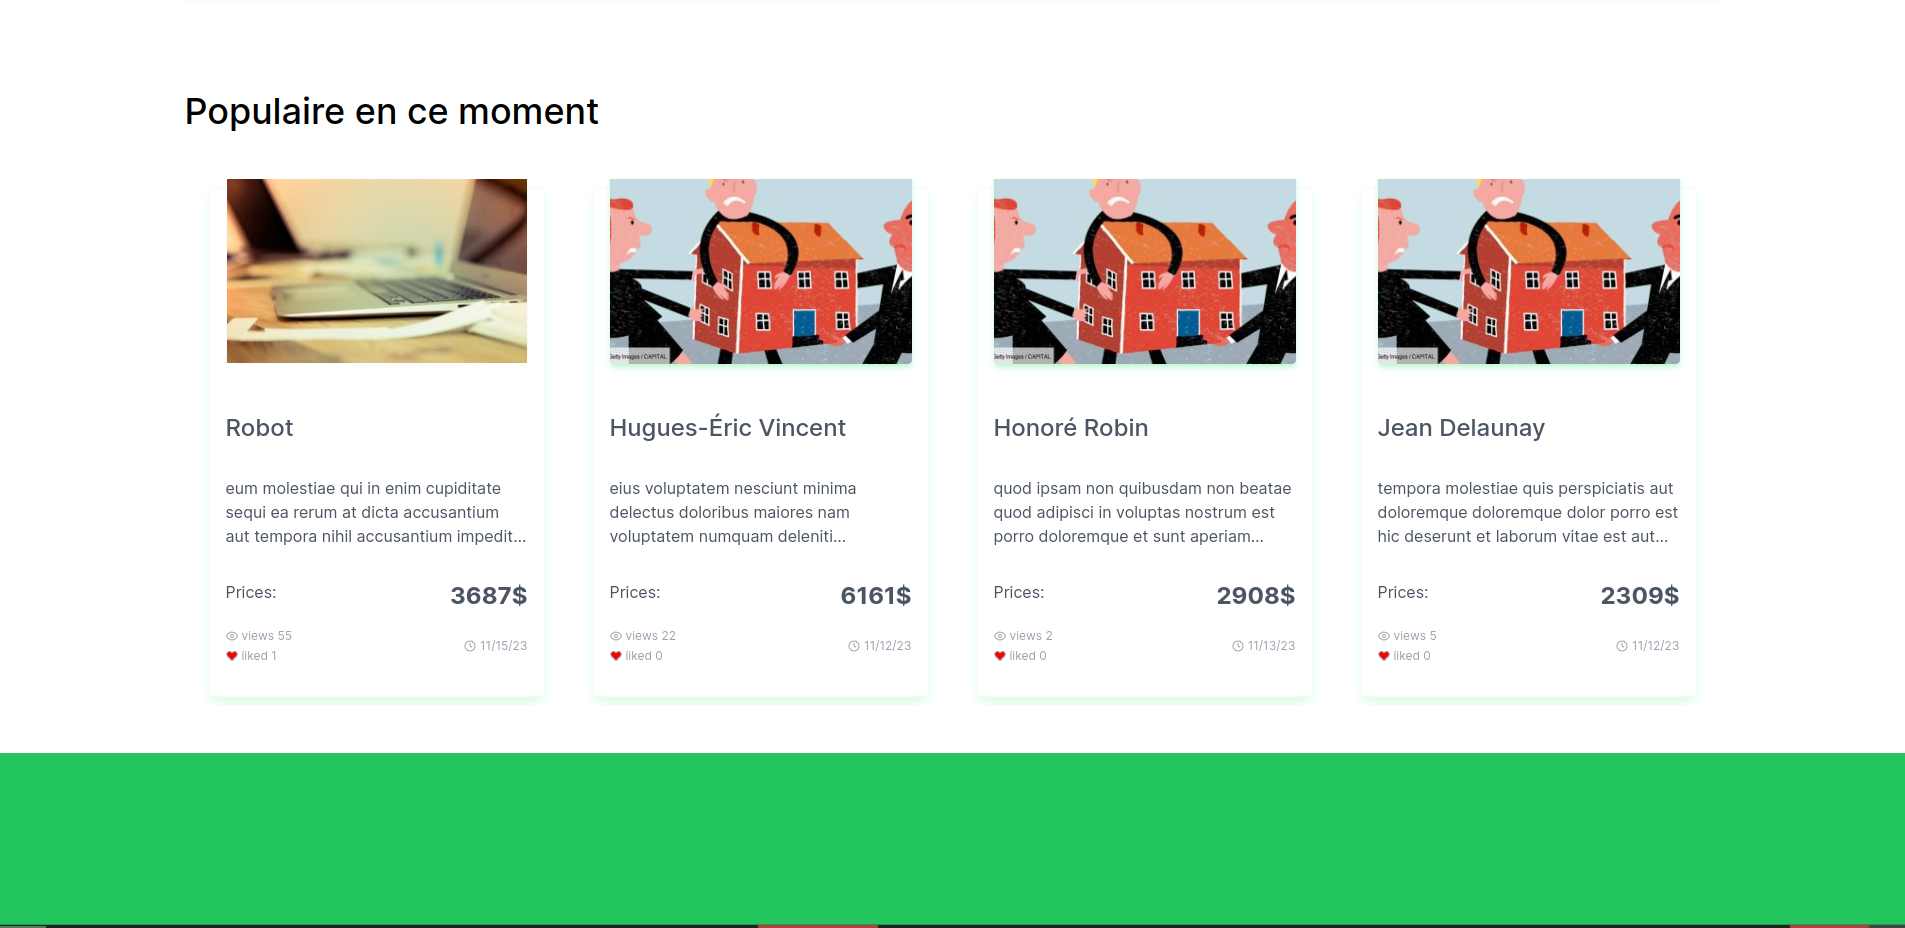 Populaire en ce moment
Getty Images / CAPITAL
Getty Images / CAPITAL
Getty Images / CAPITAL
Robot
eum molestiae qui in enim cupiditate
sequi ea rerum at dicta accusantium
aut tempora nihil accusantium impedit...
Prices:
3687$
views 55
liked 1
11/15/23
Hugues-Éric Vincent
eius voluptatem nesciunt minima
delectus doloribus maiores nam
voluptatem numquam deleniti...
Prices:
6161$
views 22
liked 0
11/12/23
Honoré Robin
quod ipsam non quibusdam non beatae
quod adipisci in voluptas nostrum est
porro doloremque et sunt aperiam...
Prices:
2908$
views 2
liked 0
11/13/23
Jean Delaunay
tempora molestiae quis perspiciatis aut
doloremque doloremque dolor porro est
hic deserunt et laborum vitae est aut...
Prices:
2309$
views 5
liked 0
11/12/23